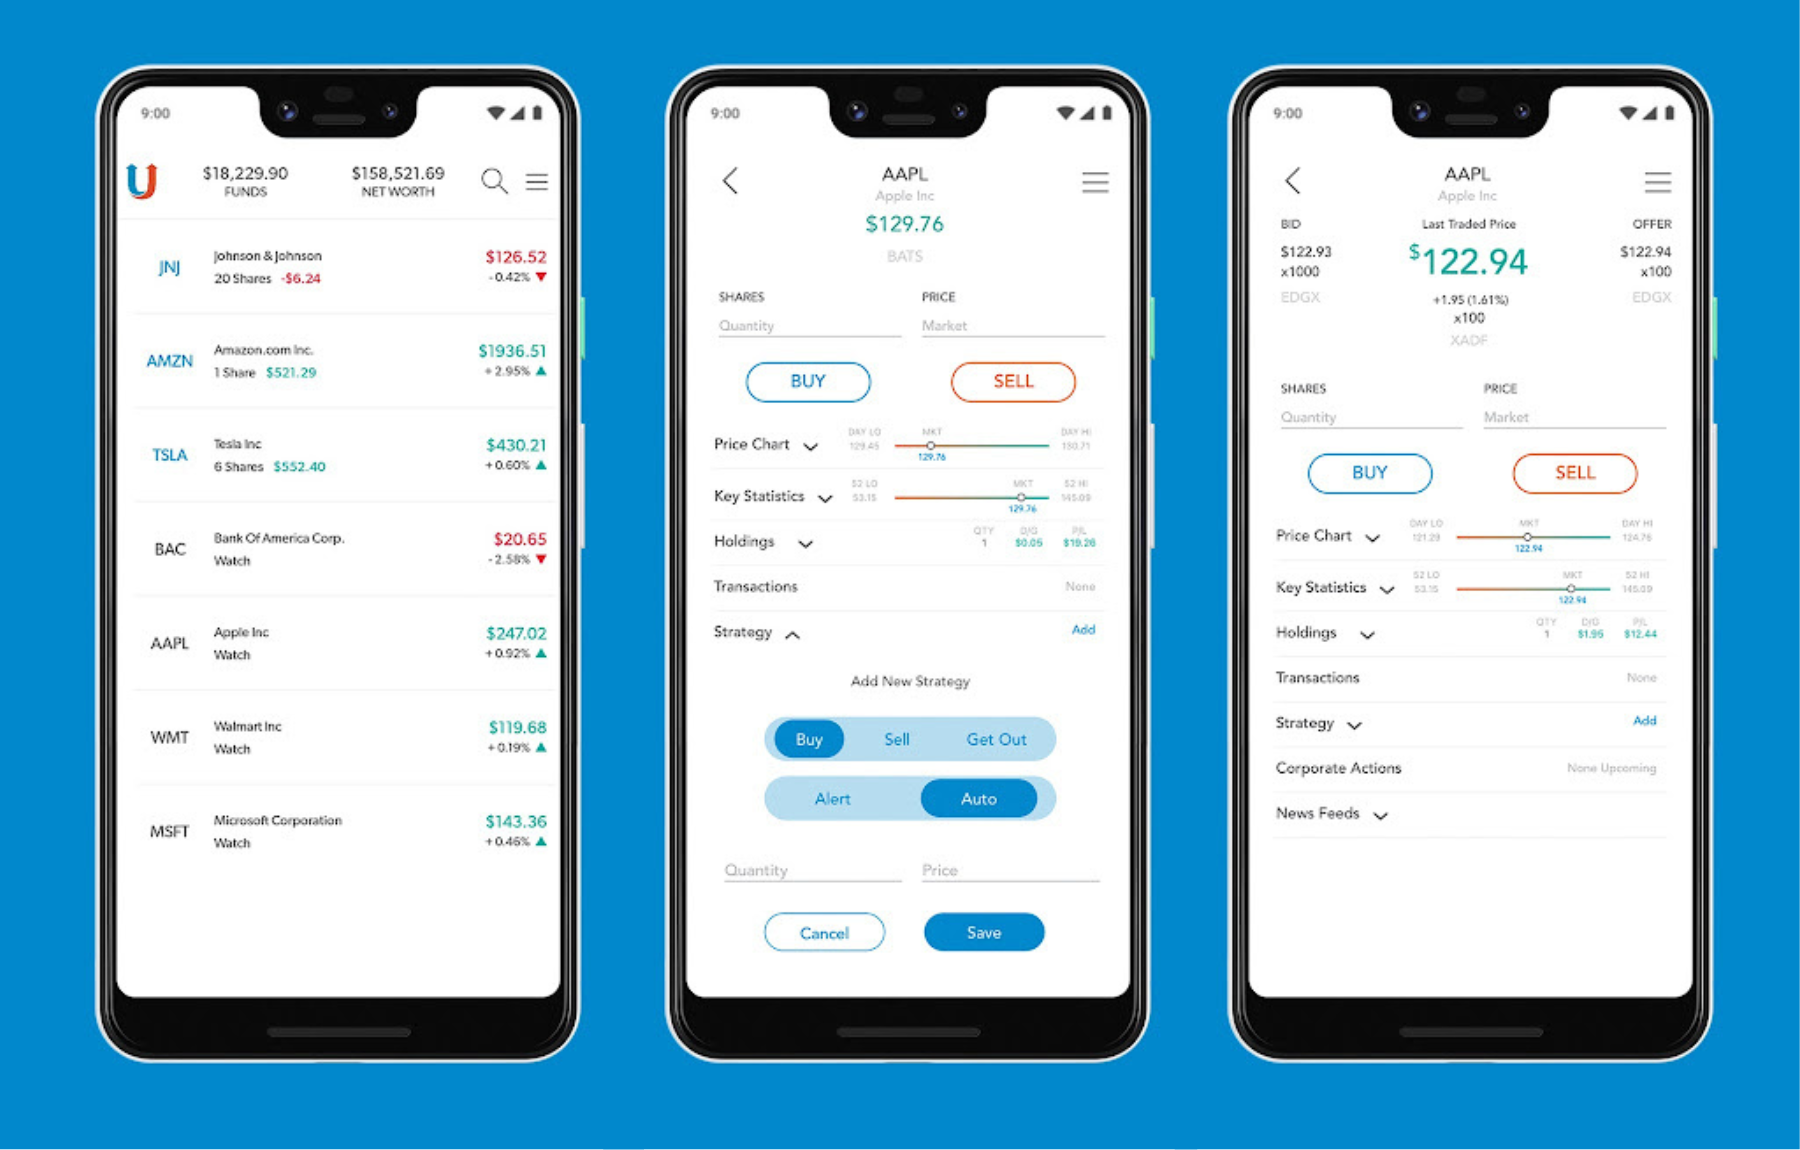 9:00
$18,229.90 $158,521.69
FUNDS NET WORTH
JNJ Johnson & Johnson $126.52
20 Shares -$6.24 -0.42%
AMZN Amazon.com Inc. $1936.51
1 Share $521.29 +2.95%
TSLA Tesla Inc $430.21
6 Shares $552.40 +0.60%
BAC Bank Of America Corp. $20.65
Watch -2.58%
AAPL Apple Inc $247.02
Watch +0.92%
WMT Walmart Inc $119.68
Watch +0.19%
MSFT Microsoft Corporation $143.36
Watch +0.46%
9:00
AAPL
Apple Inc
$129.76
BATS
SHARES PRICE
Quantity Market
BUY SELL
DAY LO MKT DAY HI
Price Chart 129.45 130.71
129.76
52 LO MKT 52 HI
Key Statistics 53.15 145.09
129.76
QTY D/G P/L
Holdings 1 $0.05 $19.26
Transactions None
Strategy Add
Add New Strategy
Buy Sell Get Out
Alert Auto
Quantity Price
Cancel Save
9:00
AAPL
Apple Inc
BID Last Traded Price OFFER
$122.93 $122.94 $122.94
x1000 x100
EDGX +1.95 (1.61%) EDGX
x100
XADF
SHARES PRICE
Quantity Market
BUY SELL
DAY LO MKT DAY HI
Price Chart 121.29 124.76
122.94
52 LO MKT 52 HI
Key Statistics 53.15 145.09
122.94
QTY D/G P/L
Holdings 1 $1.95 $12.44
Transactions None
Strategy Add
Corporate Actions None Upcoming
News Feeds